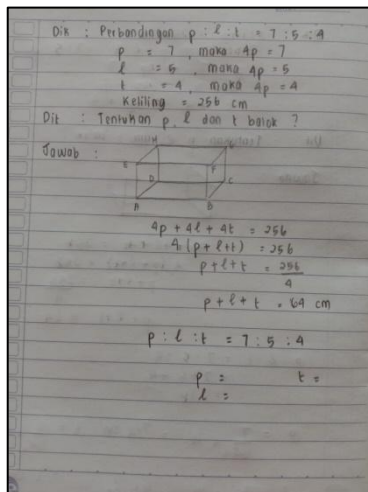 Dik : Perbandingan p : l : t = 7 : 5 : 4
p = 7, maka 4p = 7
l = 5, maka 4p = 5
t = 4, maka 4p = 4
Keliling = 256 cm
Dit : Tentukan p, l dan t balok ?
Jawab :
H
E F
D C
A B
4p + 4l + 4t = 256
4 (p + l + t) = 256
p + l + t = 256/4
p + l + t = 64 cm
p : l : t = 7 : 5 : 4
p = t =
l =